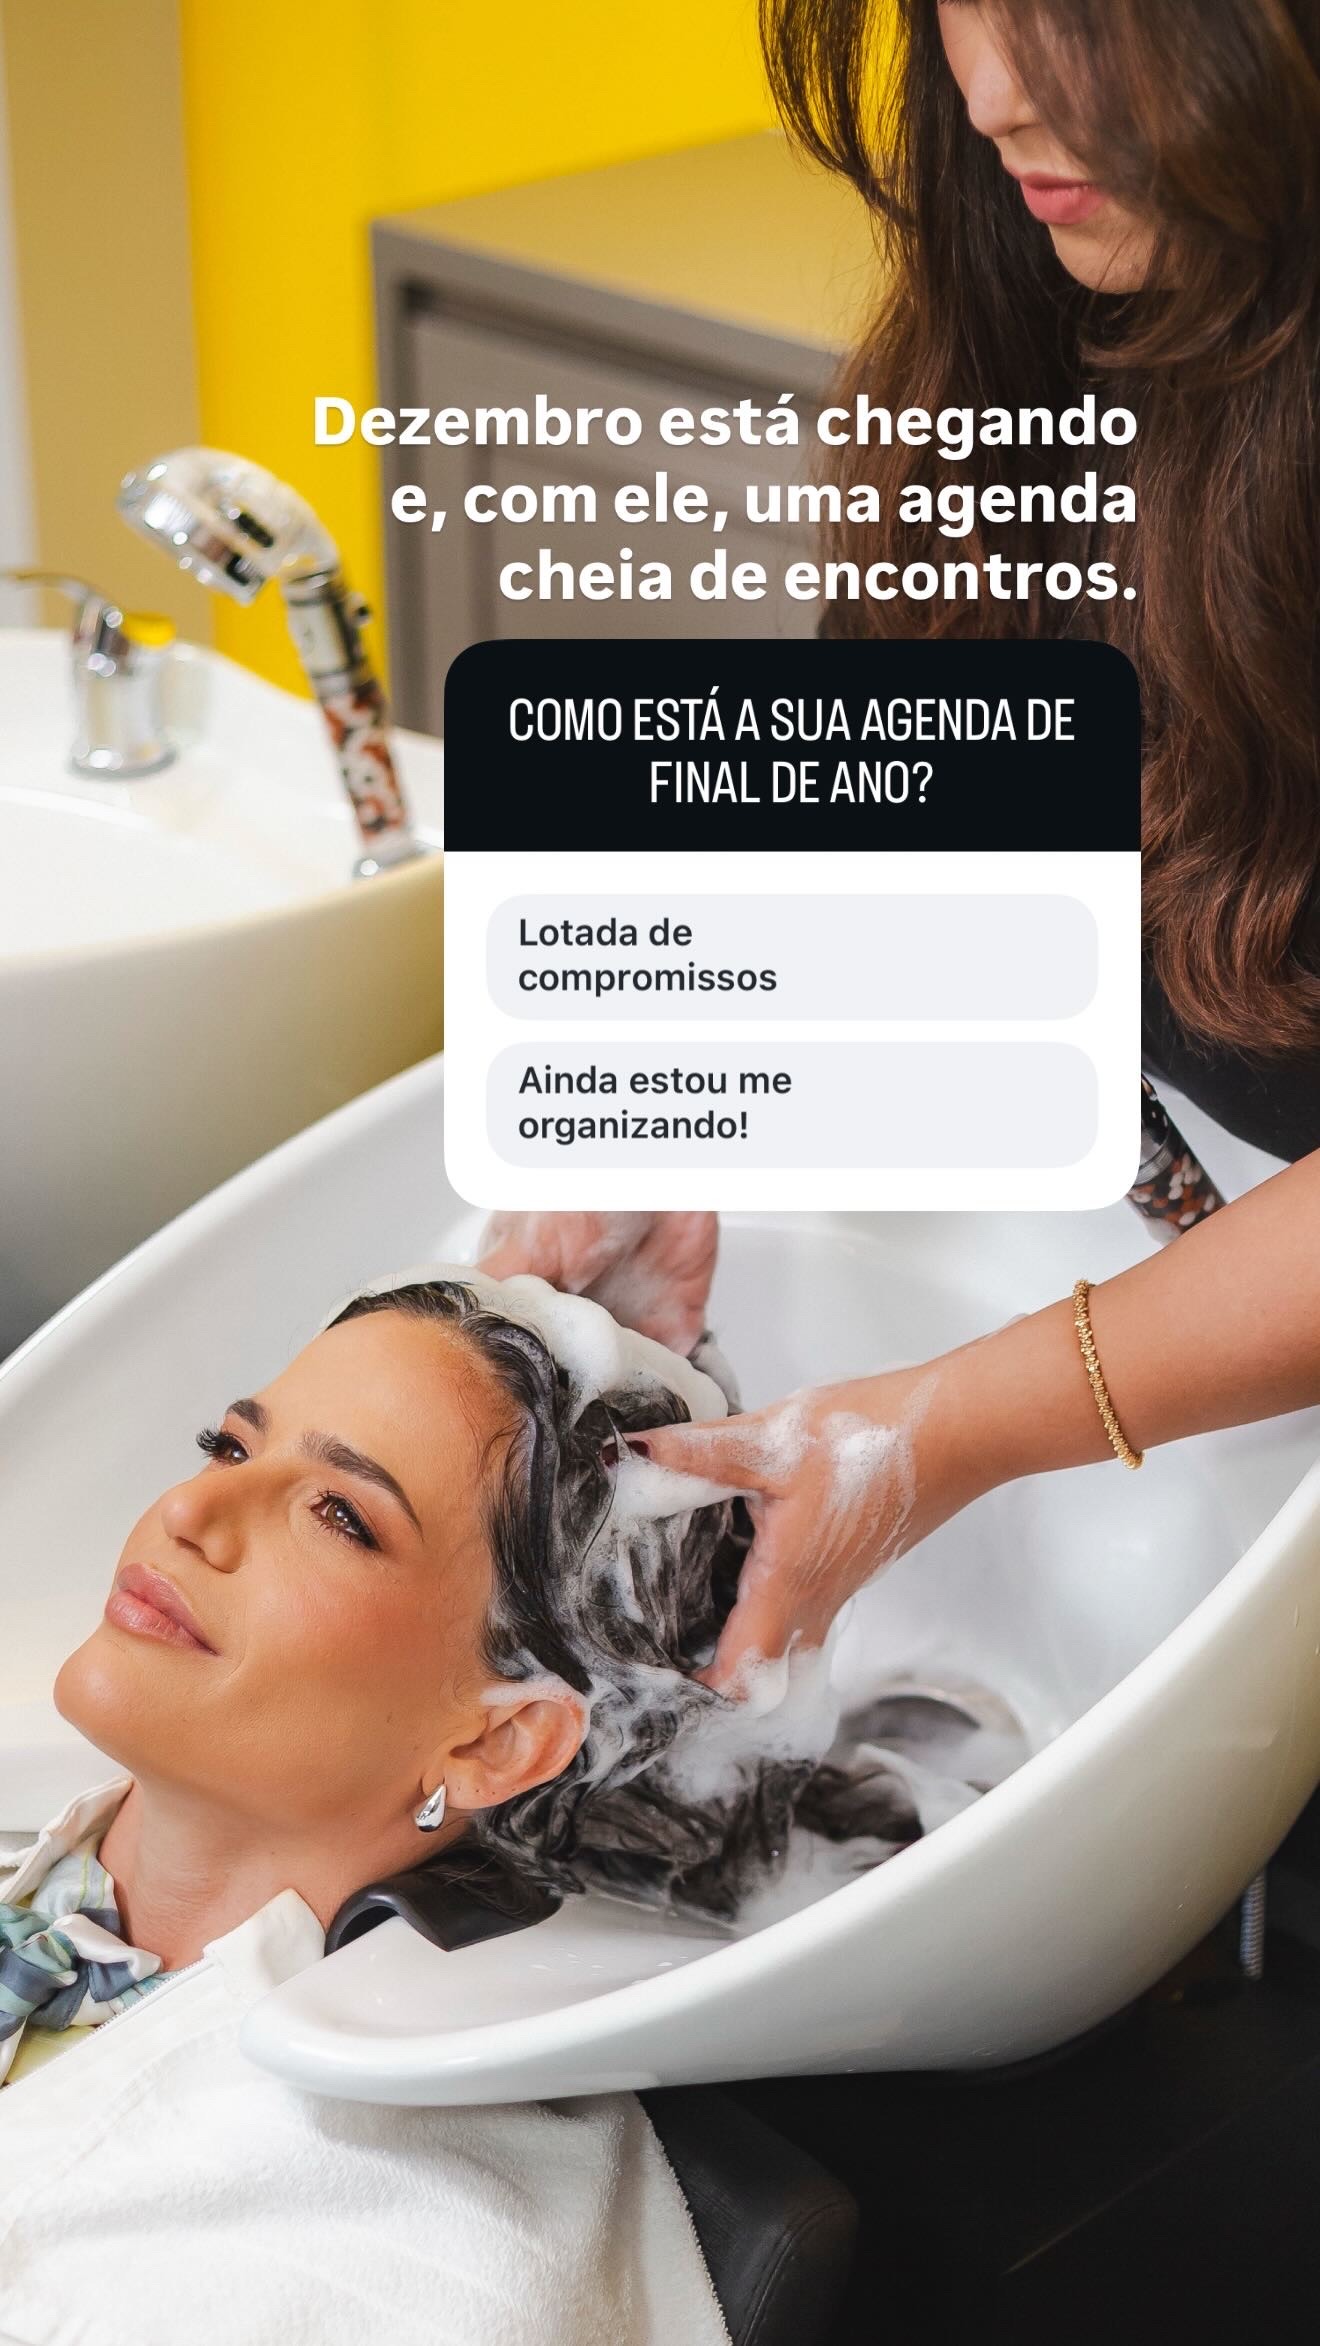 Dezembro está chegando
e, com ele, uma agenda
cheia de encontros.
COMO ESTÁ A SUA AGENDA DE
FINAL DE ANO?
Lotada de
compromissos
Ainda estou me
organizando!